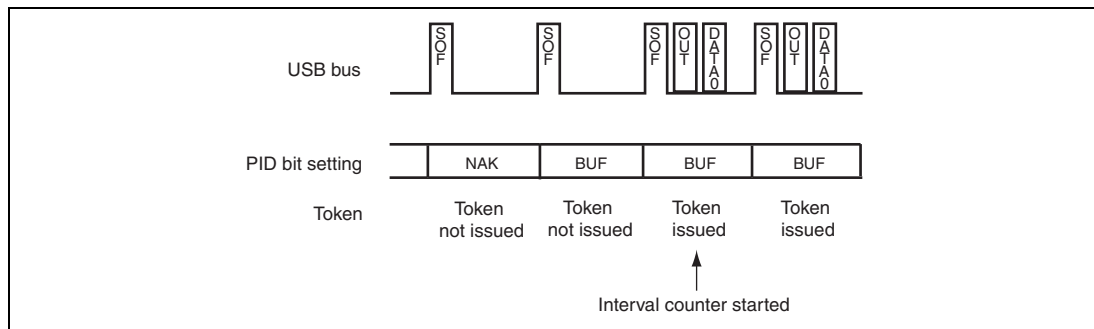 SOF SOF SOF OUT DATA0 SOF OUT DATA0
USB bus
PID bit setting NAK BUF BUF BUF
Token Token not issued Token not issued Token issued Token issued
Interval counter started